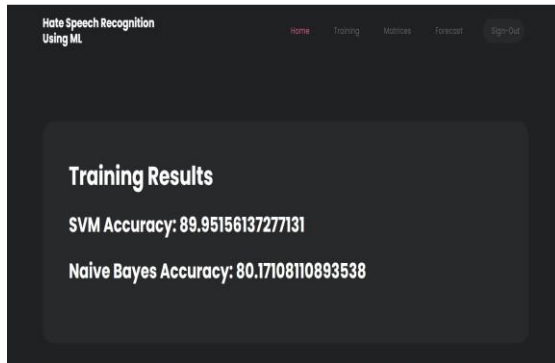 Hate Speech Recognition
Using ML
Home Training Matrices Forecast Sign-Out
Training Results
SVM Accuracy: 89.95156137277131
Naive Bayes Accuracy: 80.17108110893538